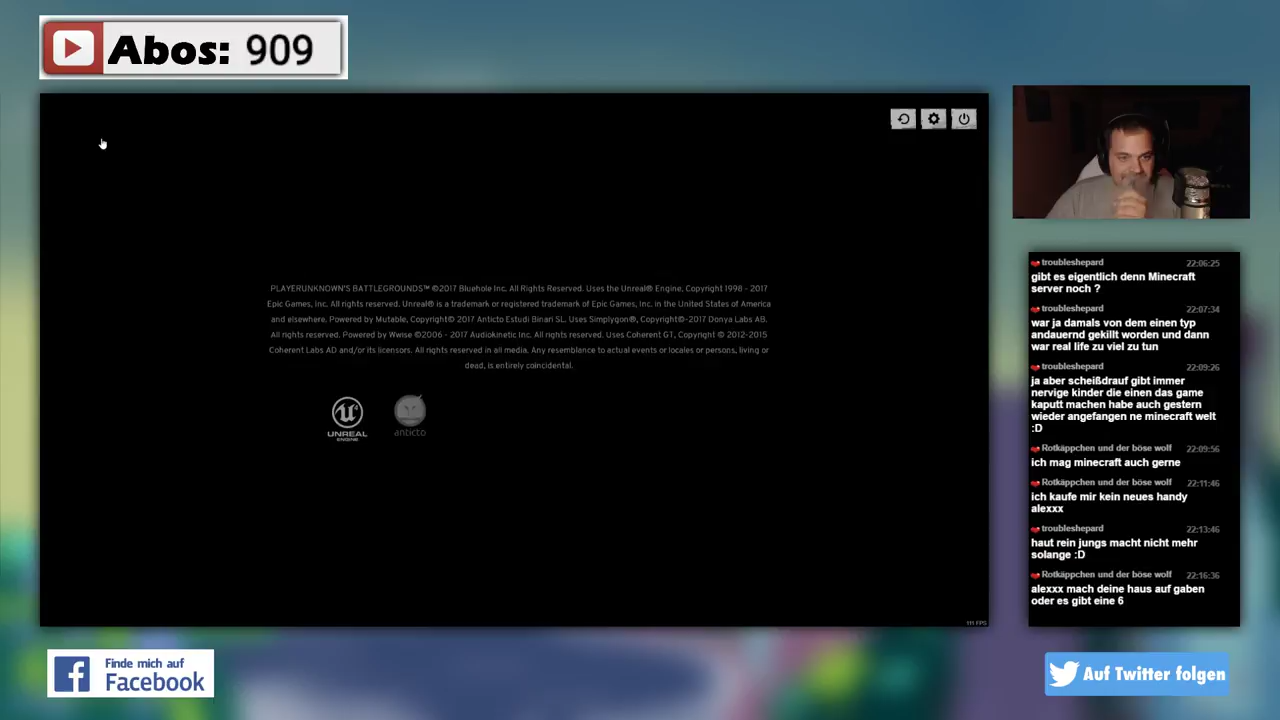 Abos: 909
PLAYERUNKNOWN'S BATTLEGROUNDS™ ©2017 Bluehole Inc. All Rights Reserved. Uses the Unreal® Engine. Copyright 1998 - 2017
Epic Games, Inc. All rights reserved. Unreal® is a trademark or registered trademark of Epic Games, Inc. in the United States of America
and elsewhere. Powered by Mutable, Copyright© 2017 Anticto Estudi Binari SL. Uses Simplygon®, Copyright©-2017 Donya Labs AB.
All rights reserved. Powered by Wwise ©2006 - 2017 Audiokinetic Inc. All rights reserved. Uses Coherent GT, Copyright © 2012-2015
Coherent Labs AD and/or its licensors. All rights reserved in all media. Any resemblance to actual events or locales or persons, living or
dead, is entirely coincidental.
UNREAL
ENGINE
anticto
111 FPS
troubleshepard 22:06:25
gibt es eigentlich denn Minecraft
server noch ?
troubleshepard 22:07:34
war ja damals von dem einen typ
andauernd gekillt worden und dann
war real life zu viel zu tun
troubleshepard 22:09:26
ja aber scheißdrauf gibt immer
nervige kinder die einen das game
kaputt machen habe auch gestern
wieder angefangen ne minecraft welt
:D
Rotkäppchen und der böse wolf 22:09:56
ich mag minecraft auch gerne
Rotkäppchen und der böse wolf 22:11:46
ich kaufe mir kein neues handy
alexxx
troubleshepard 22:13:46
haut rein jungs macht nicht mehr
solange :D
Rotkäppchen und der böse wolf 22:16:36
alexxx mach deine haus auf gaben
oder es gibt eine 6
Finde mich auf
Facebook
Auf Twitter folgen